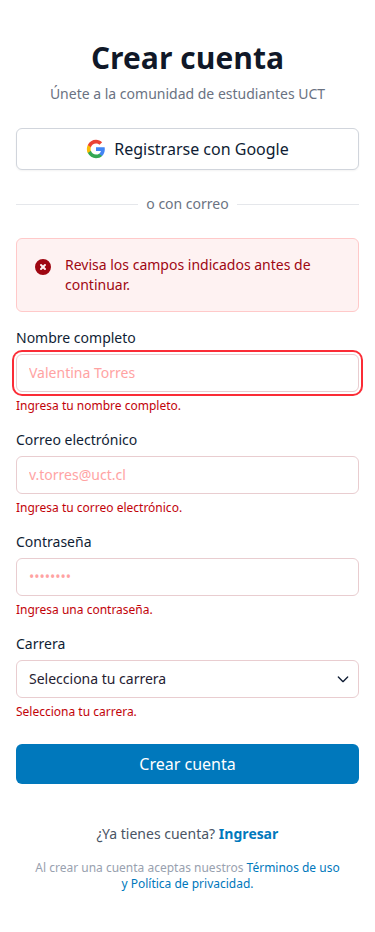 Crear cuenta
Únete a la comunidad de estudiantes UCT
Registrarse con Google
o con correo
Revisa los campos indicados antes de
continuar.
Nombre completo
Valentina Torres
Ingresa tu nombre completo.
Correo electrónico
v.torres@uct.cl
Ingresa tu correo electrónico.
Contraseña
••••••••
Ingresa una contraseña.
Carrera
Selecciona tu carrera
Selecciona tu carrera.
Crear cuenta
¿Ya tienes cuenta? Ingresar
Al crear una cuenta aceptas nuestros Términos de uso
y Política de privacidad.